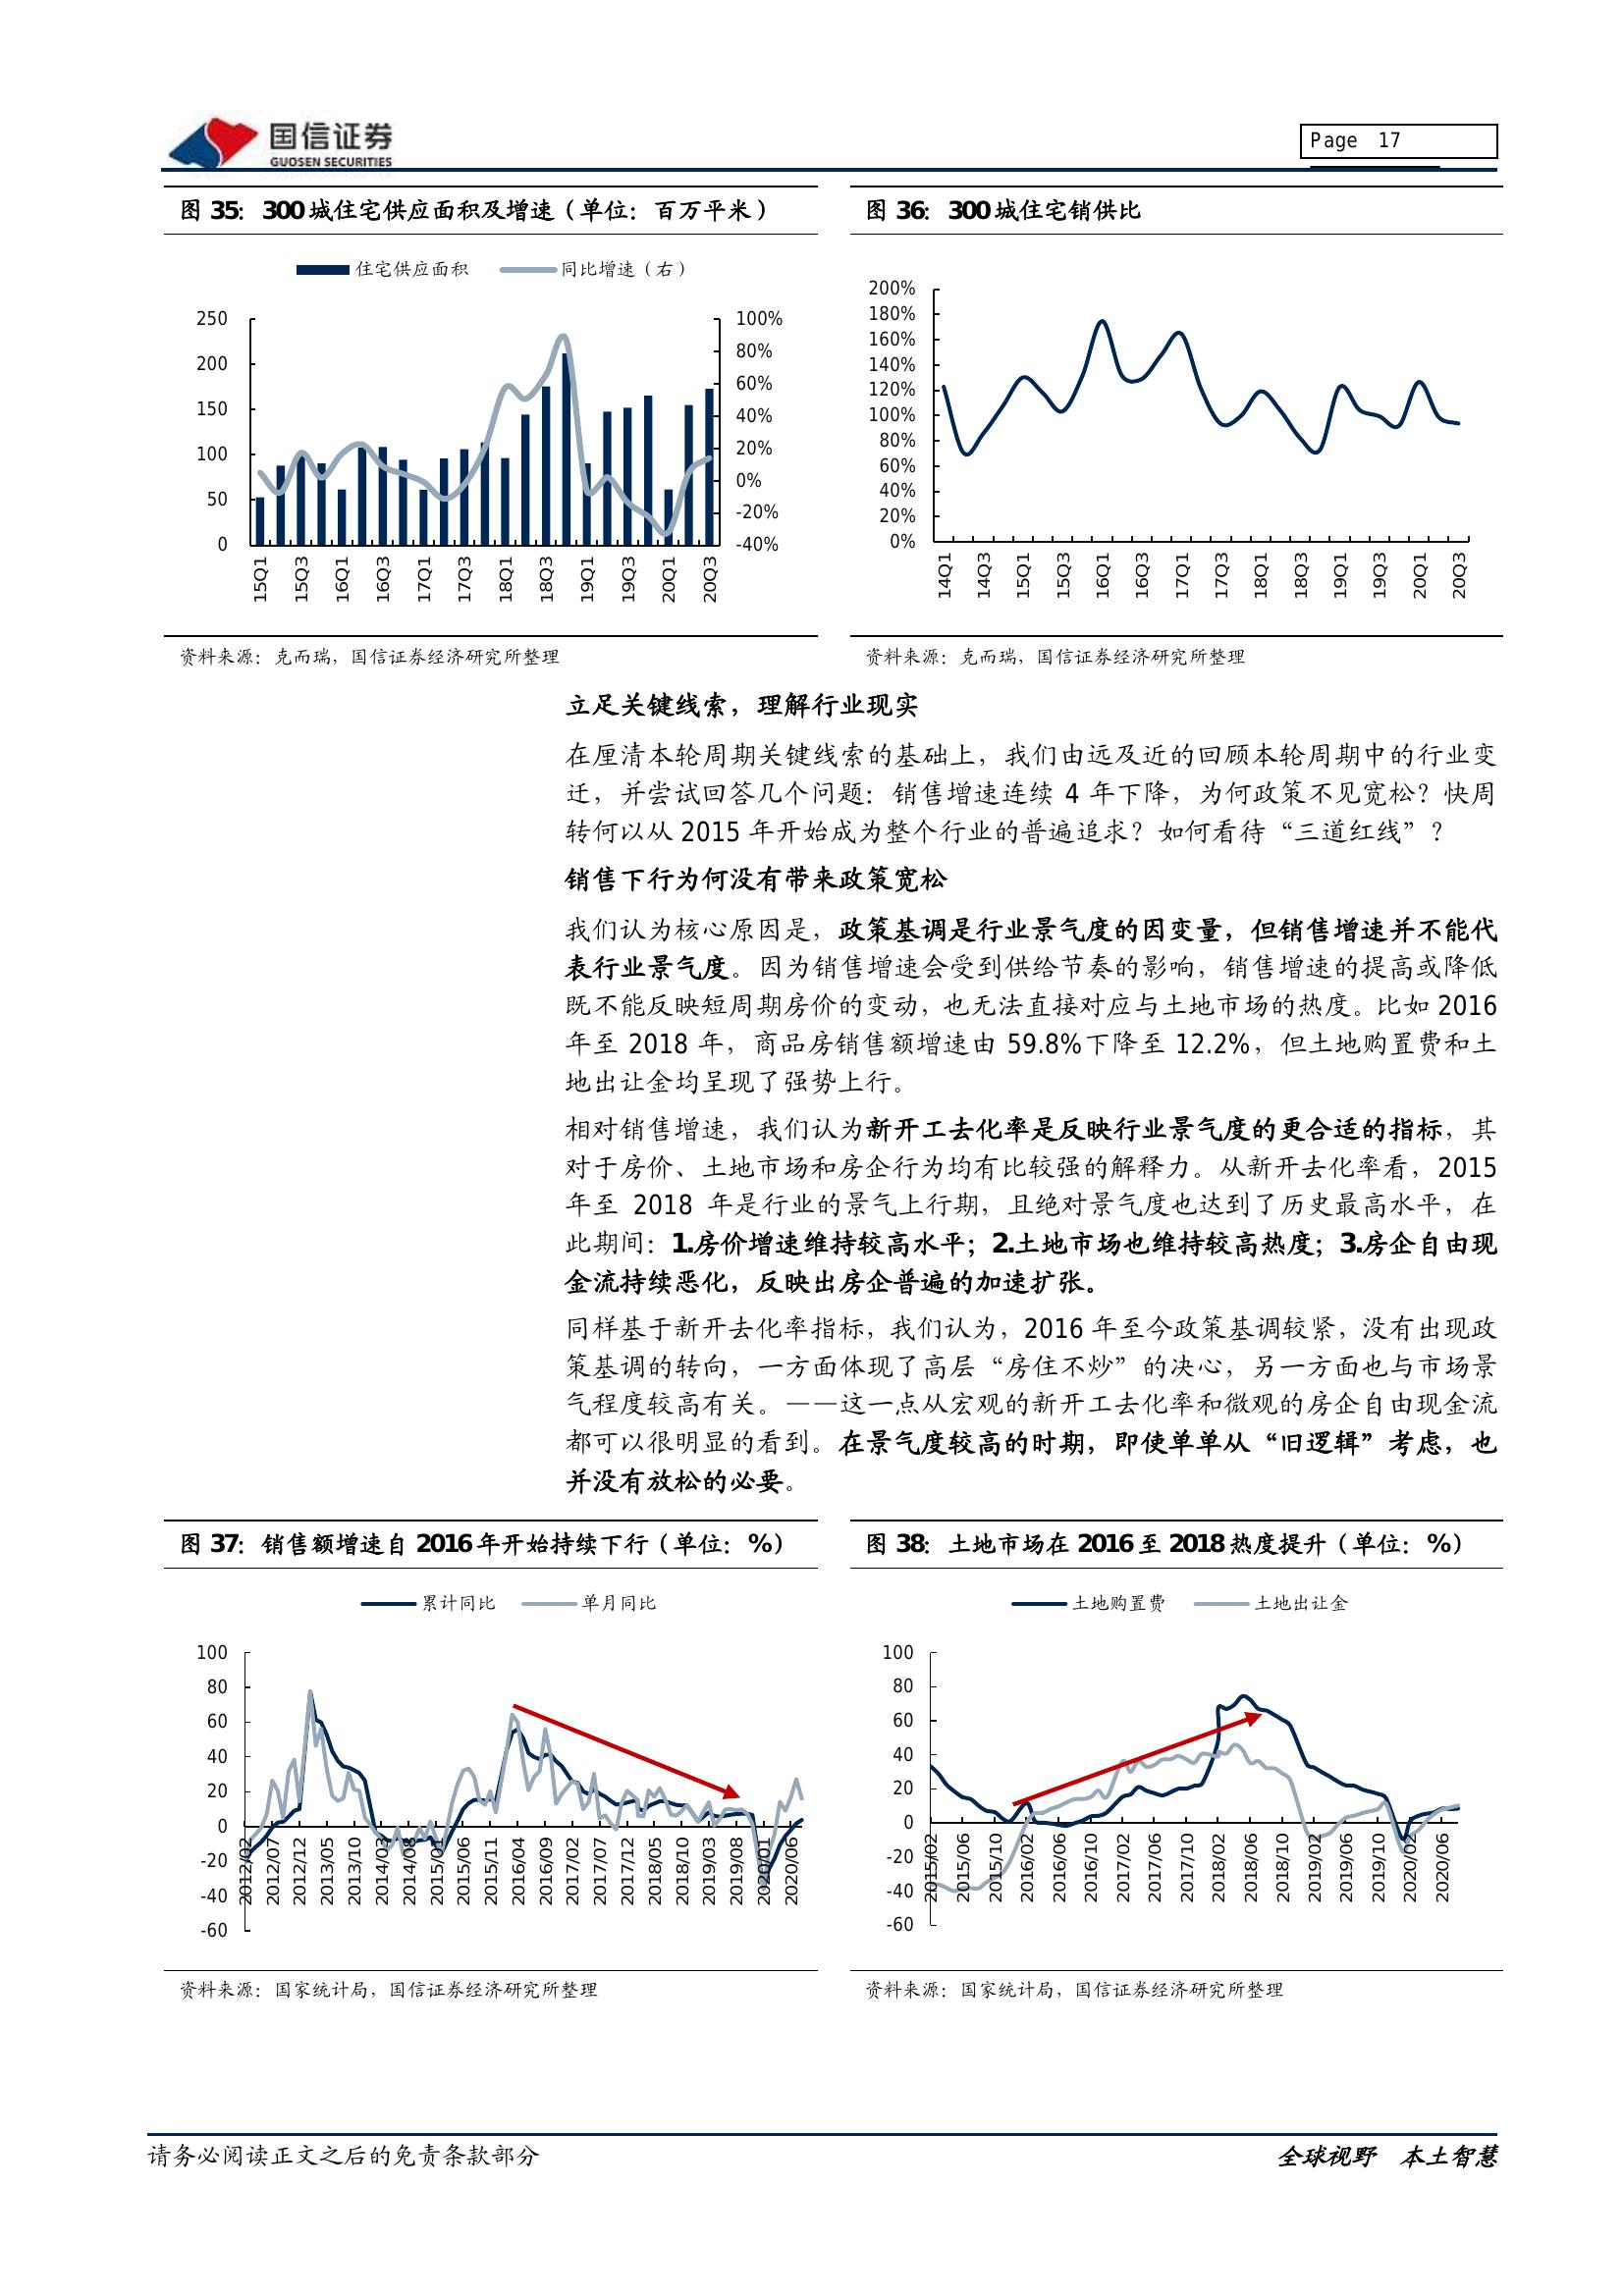 国信证券
GUOSEN SECURITIES
Page 17
图 35：300 城住宅供应面积及增速（单位：百万平米）
住宅供应面积 同比增速（右）
250
200
150
100
50
0
100%
80%
60%
40%
20%
0%
-20%
-40%
15Q1 15Q3 16Q1 16Q3 17Q1 17Q3 18Q1 18Q3 19Q1 19Q3 20Q1 20Q3
资料来源：克而瑞，国信证券经济研究所整理
图 36：300 城住宅销供比
200%
180%
160%
140%
120%
100%
80%
60%
40%
20%
0%
14Q1 14Q3 15Q1 15Q3 16Q1 16Q3 17Q1 17Q3 18Q1 18Q3 19Q1 19Q3 20Q1 20Q3
资料来源：克而瑞，国信证券经济研究所整理
立足关键线索，理解行业现实
在厘清本轮周期关键线索的基础上，我们由远及近的回顾本轮周期中的行业变
迁，并尝试回答几个问题：销售增速连续 4 年下降，为何政策不见宽松？快周
转何以从 2015 年开始成为整个行业的普遍追求？如何看待“三道红线”？
销售下行为何没有带来政策宽松
我们认为核心原因是，政策基调是行业景气度的因变量，但销售增速并不能代
表行业景气度。因为销售增速会受到供给节奏的影响，销售增速的提高或降低
既不能反映短周期房价的变动，也无法直接对应与土地市场的热度。比如 2016
年至 2018 年，商品房销售额增速由 59.8%下降至 12.2%，但土地购置费和土
地出让金均呈现了强势上行。
相对销售增速，我们认为新开工去化率是反映行业景气度的更合适的指标，其
对于房价、土地市场和房企行为均有比较强的解释力。从新开去化率看，2015
年至 2018 年是行业的景气上行期，且绝对景气度也达到了历史最高水平，在
此期间：1.房价增速维持较高水平；2.土地市场也维持较高热度；3.房企自由现
金流持续恶化，反映出房企普遍的加速扩张。
同样基于新开去化率指标，我们认为，2016 年至今政策基调较紧，没有出现政
策基调的转向，一方面体现了高层“房住不炒”的决心，另一方面也与市场景
气程度较高有关。——这一点从宏观的新开工去化率和微观的房企自由现金流
都可以很明显的看到。在景气度较高的时期，即使单单从“旧逻辑”考虑，也
并没有放松的必要。
图 37：销售额增速自 2016 年开始持续下行（单位：%）
累计同比 单月同比
100
80
60
40
20
0
-20
-40
-60
2012/02 2012/07 2012/12 2013/05 2013/10 2014/03 2014/08 2015/01 2015/06 2015/11 2016/04 2016/09 2017/02 2017/07 2017/12 2018/05 2018/10 2019/03 2019/08 2020/01 2020/06
资料来源：国家统计局，国信证券经济研究所整理
图 38：土地市场在 2016 至 2018 热度提升（单位：%）
土地购置费 土地出让金
100
80
60
40
20
0
-20
-40
-60
2015/02 2015/06 2015/10 2016/02 2016/06 2016/10 2017/02 2017/06 2017/10 2018/02 2018/06 2018/10 2019/02 2019/06 2019/10 2020/02 2020/06
资料来源：国家统计局，国信证券经济研究所整理
请务必阅读正文之后的免责条款部分
全球视野 本土智慧